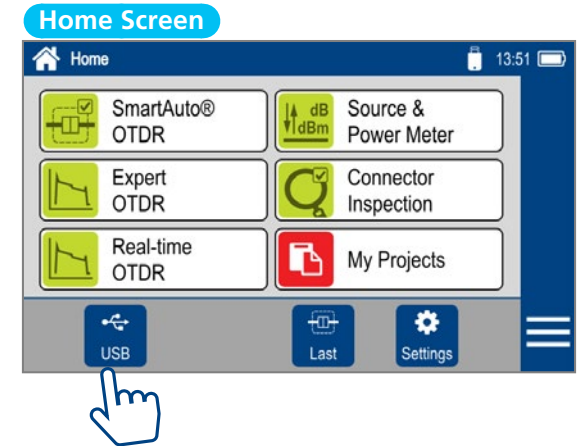 Home Screen
Home
13:51
SmartAuto®
OTDR
dB
dBm
Source &
Power Meter
Expert
OTDR
Connector
Inspection
Real-time
OTDR
My Projects
USB
Last
Settings